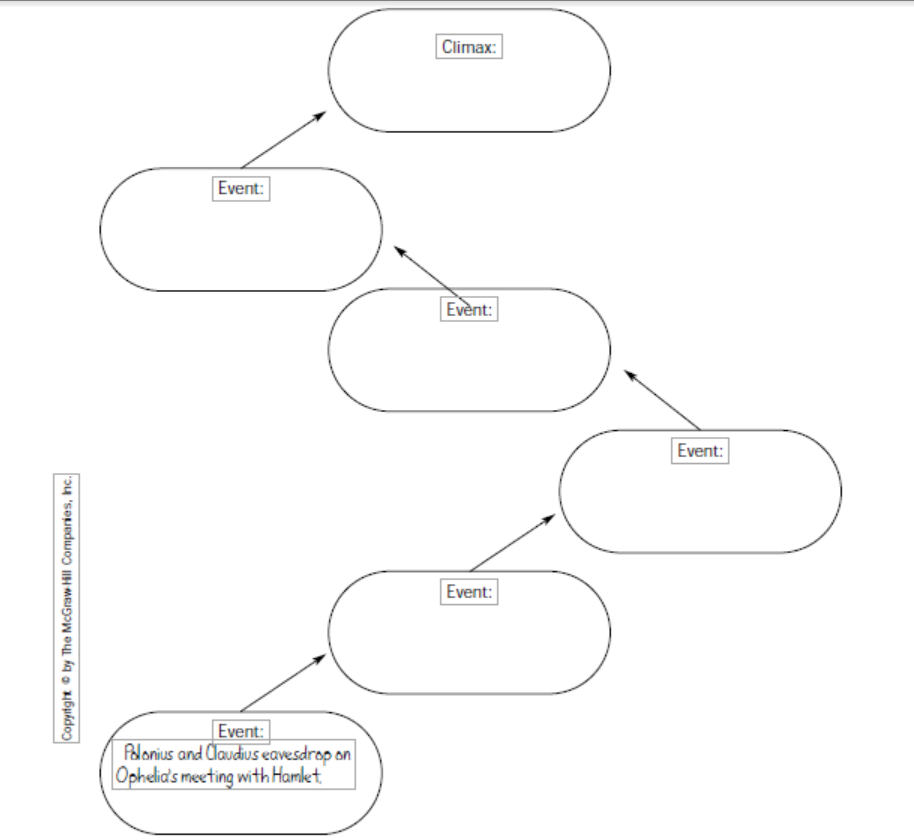 Climax:
Event:
Event:
Event:
Event:
Event:
Polonius and Claudius eavesdrop on
Ophelia's meeting with Hamlet.
Copyright © by The McGraw-Hill Companies, Inc.